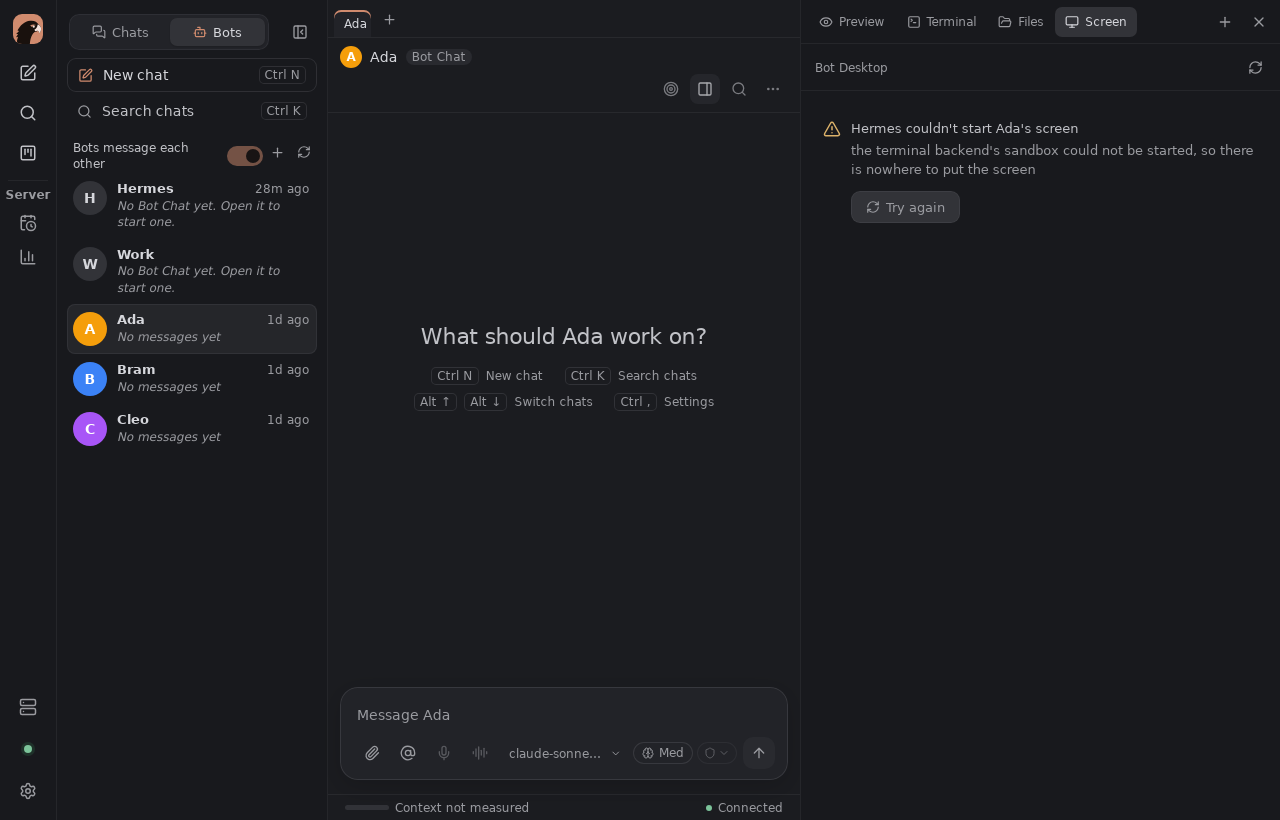 Chats
Bots
New chat
Ctrl N
Search chats
Ctrl K
Bots message each
other
Server
H
Hermes
28m ago
No Bot Chat yet. Open it to
start one.
W
Work
No Bot Chat yet. Open it to
start one.
A
Ada
1d ago
No messages yet
B
Bram
1d ago
No messages yet
C
Cleo
1d ago
No messages yet
Ada
A
Ada
Bot Chat
What should Ada work on?
Ctrl N New chat Ctrl K Search chats
Alt ↑ Alt ↓ Switch chats Ctrl , Settings
Message Ada
claude-sonne...
Med
Context not measured
Connected
Preview
Terminal
Files
Screen
Bot Desktop
Hermes couldn't start Ada's screen
the terminal backend's sandbox could not be started, so there
is nowhere to put the screen
Try again